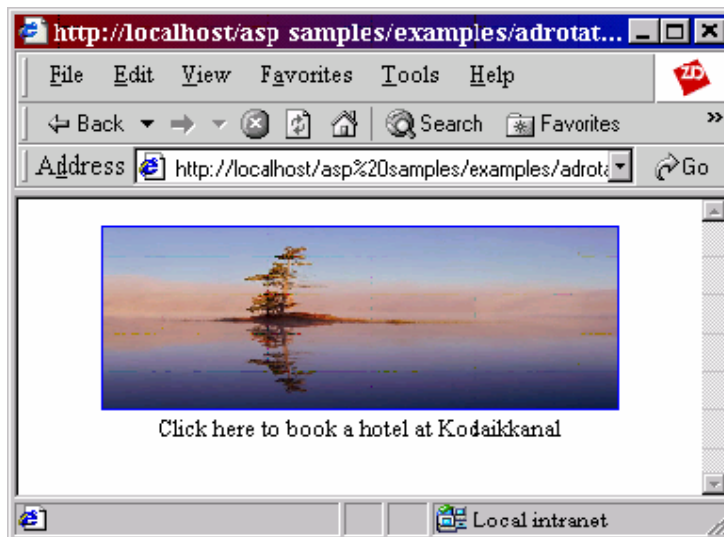 http://localhost/asp samples/examples/adrotat...
File Edit View Favorites Tools Help
ZD
Back Search Favorites »
Address http://localhost/asp%20samples/examples/adrota Go
Click here to book a hotel at Kodaikkanal
Local intranet